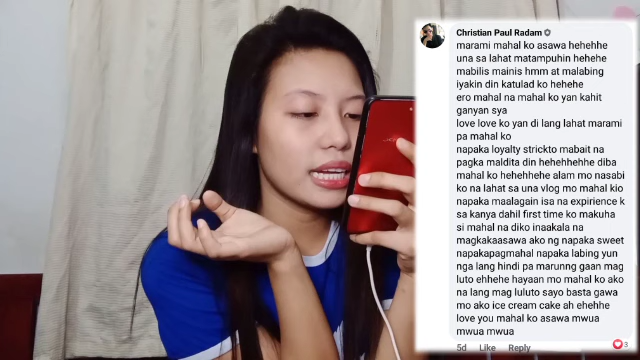 Christian Paul Radam
marami mahal ko asawa hehehhe
una sa lahat matampuhin hehehe
mabilis mainis hmm at malabing
iyakin din katulad ko hehehe
ero mahal na mahal ko yan kahit
ganyan sya
love love ko yan di lang lahat marami
pa mahal ko
napaka loyalty strickto mabait na
pagka maldita din hehehhehhe diba
mahal ko hehehhehe alam mo nasabi
ko na lahat sa una vlog mo mahal kio
napaka maalagain isa na expirience k
sa kanya dahil first time ko makuha
si mahal na diko inaakala na
magkakaasawa ako ng napaka sweet
napakapagmahal napaka labing yun
nga lang hindi pa marunng gaan mag
luto ehhehe hayaan mo mahal ko ako
na lang mag luluto sayo basta gawa
mo ako ice cream cake ah ehehhe
love you mahal ko asawa mwua
mwua mwua
5d Like Reply 3